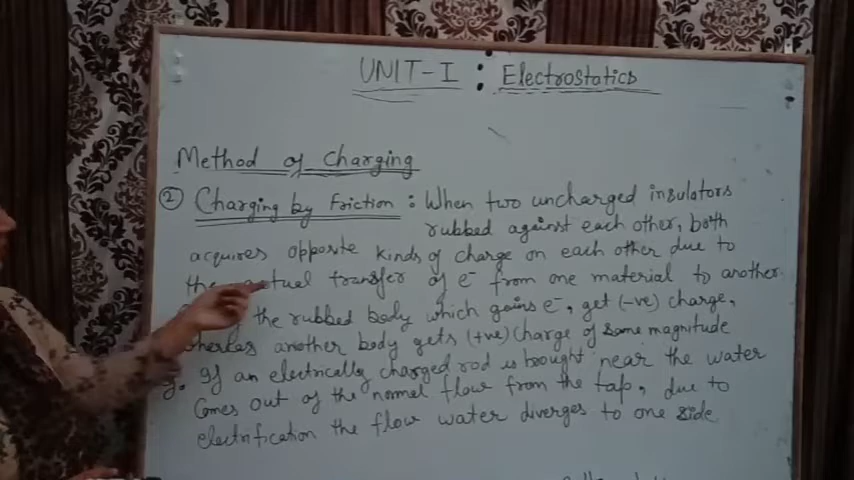 UNIT-I : Electrostatics
Method of Charging
② Charging by Friction : When two uncharged insulators
rubbed against each other, both
acquires opposite kinds of charge on each other due to
the actual transfer of e⁻ from one material to another
the rubbed body which gains e⁻, get (-ve) charge,
whereas another body gets (+ve) charge of same magnitude
g. If an electrically charged rod is brought near the water
Comes out of the normel flow from the tap, due to
electrification the flow water diverges to one side